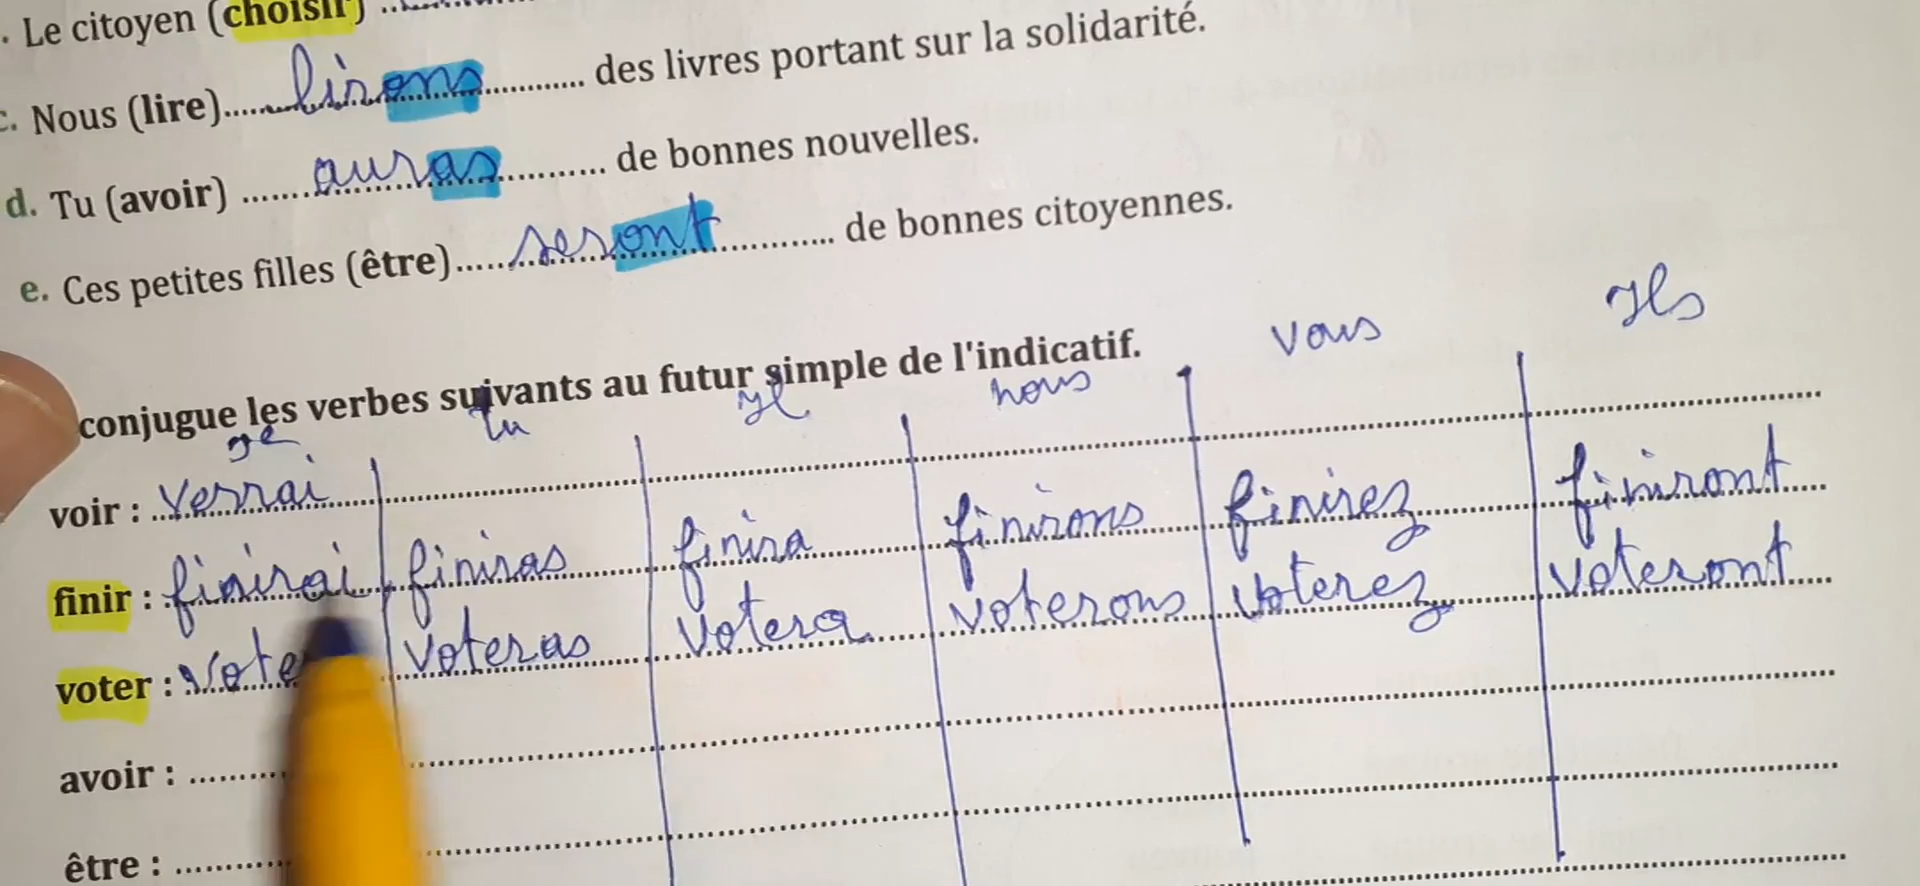 . Le citoyen (choisir) ........
c. Nous (lire).....lirons.......... des livres portant sur la solidarité.
d. Tu (avoir) ......auras.......... de bonnes nouvelles.
e. Ces petites filles (être).....seront.......... de bonnes citoyennes.
vous Ils
conjugue les verbes suivants au futur simple de l'indicatif.
je tu Il nous
voir : verrai
finir : finirai finiras finira finirons finirez finiront
voter : vote voteras votera voterons voterez voteront
avoir : ..........
être : ..........